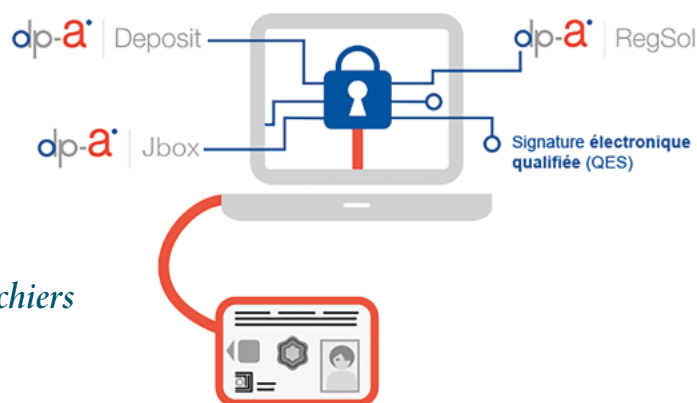 dp-a Deposit
dp-a RegSol
dp-a Jbox
Signature électronique
qualifiée (QES)
chiers